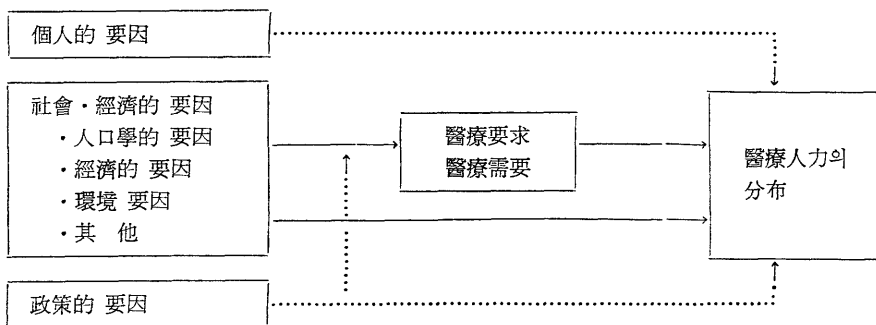 個人的 要因
社會·經濟的 要因
·人口學的 要因
·經濟的 要因
·環境 要因
·其 他
醫療要求
醫療需要
醫療人力의
分布
政策的 要因